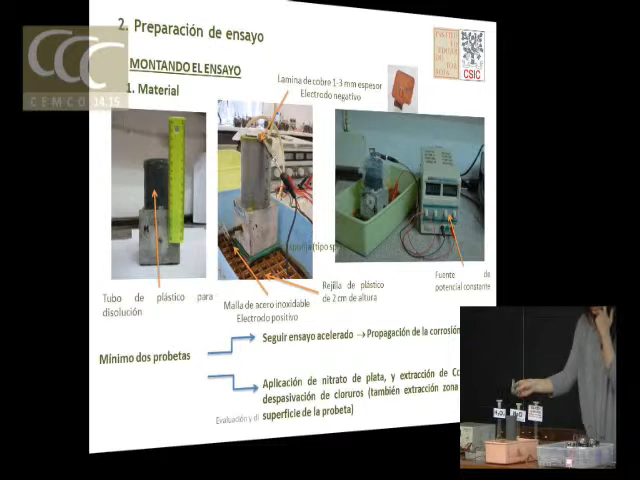 2. Preparación de ensayo
MONTANDO EL ENSAYO
1. Material
CCC
CEMCO 04.15
Lamina de cobre 1-3 mm espesor
Electrodo negativo
CSIC
Tubo de plástico para
disolución
Malla de acero inoxidable
Electrodo positivo
Rejilla de plástico
de 2 cm de altura
Fuente de
potencial constante
Mínimo dos probetas
Seguir ensayo acelerado → Propagación de la corrosión
Aplicación de nitrato de plata, y extracción de
despasivación de cloruros (también extracción zona
superficie de la probeta)
Evaluación y di